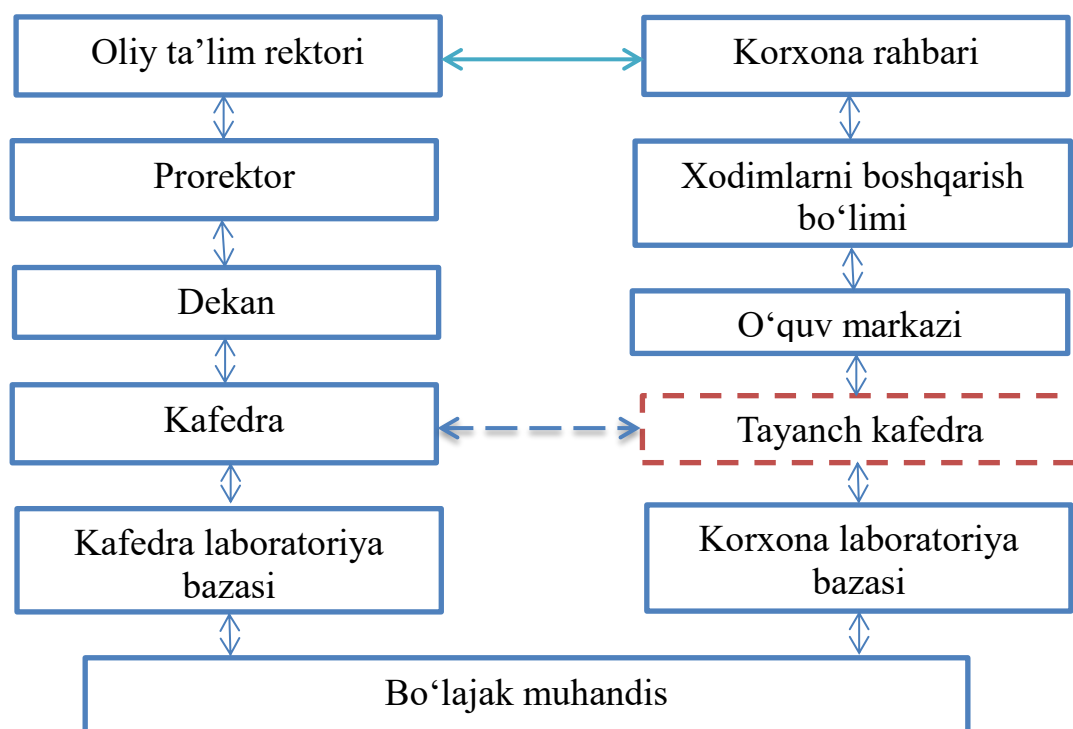 Oliy ta’lim rektori
Korxona rahbari
Prorektor
Xodimlarni boshqarish
bo‘limi
Dekan
O‘quv markazi
Kafedra
Tayanch kafedra
Kafedra laboratoriya
bazasi
Korxona laboratoriya
bazasi
Bo‘lajak muhandis